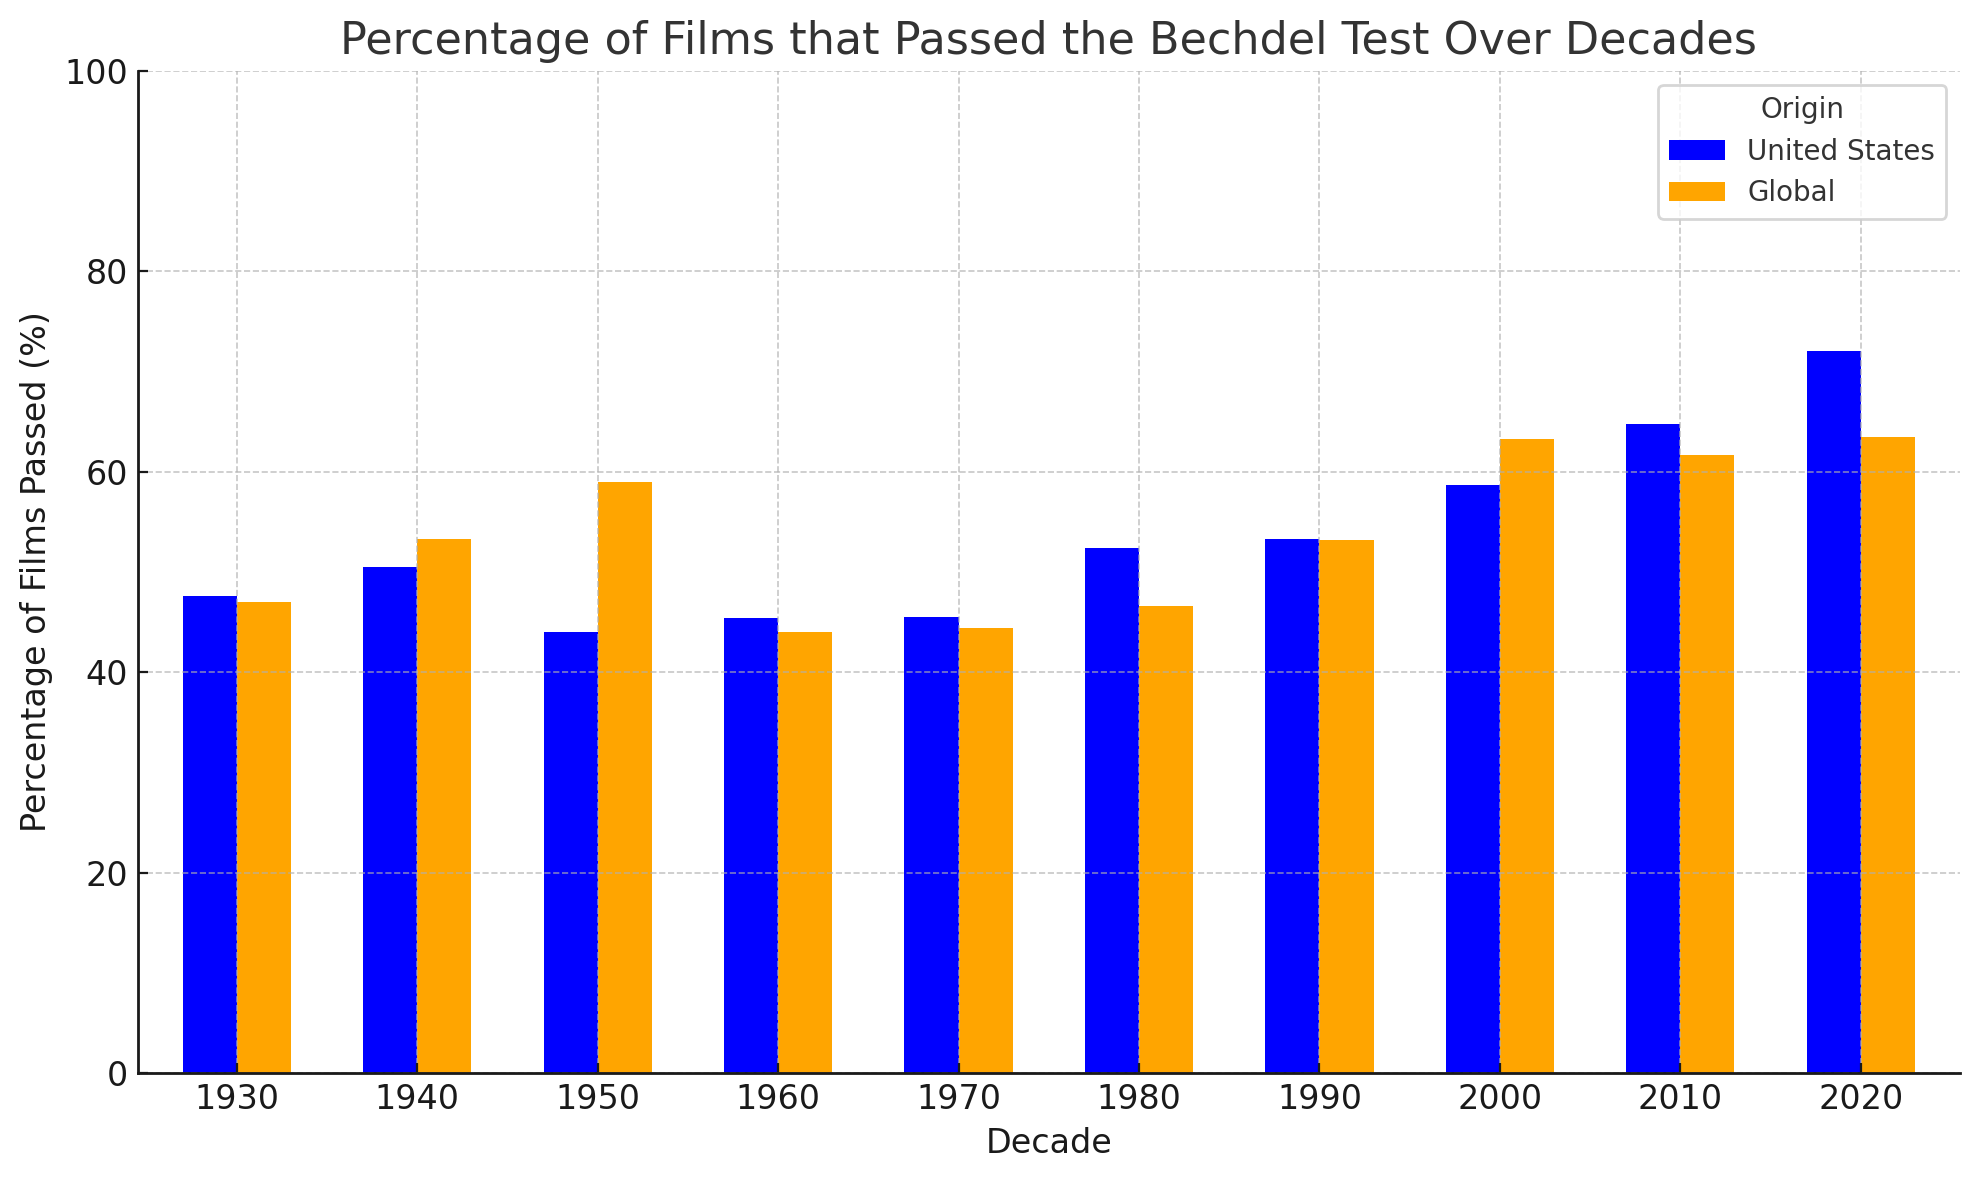 Percentage of Films that Passed the Bechdel Test Over Decades
Percentage of Films Passed (%)
100
80
60
40
20
0
Origin
United States
Global
1930 1940 1950 1960 1970 1980 1990 2000 2010 2020
Decade